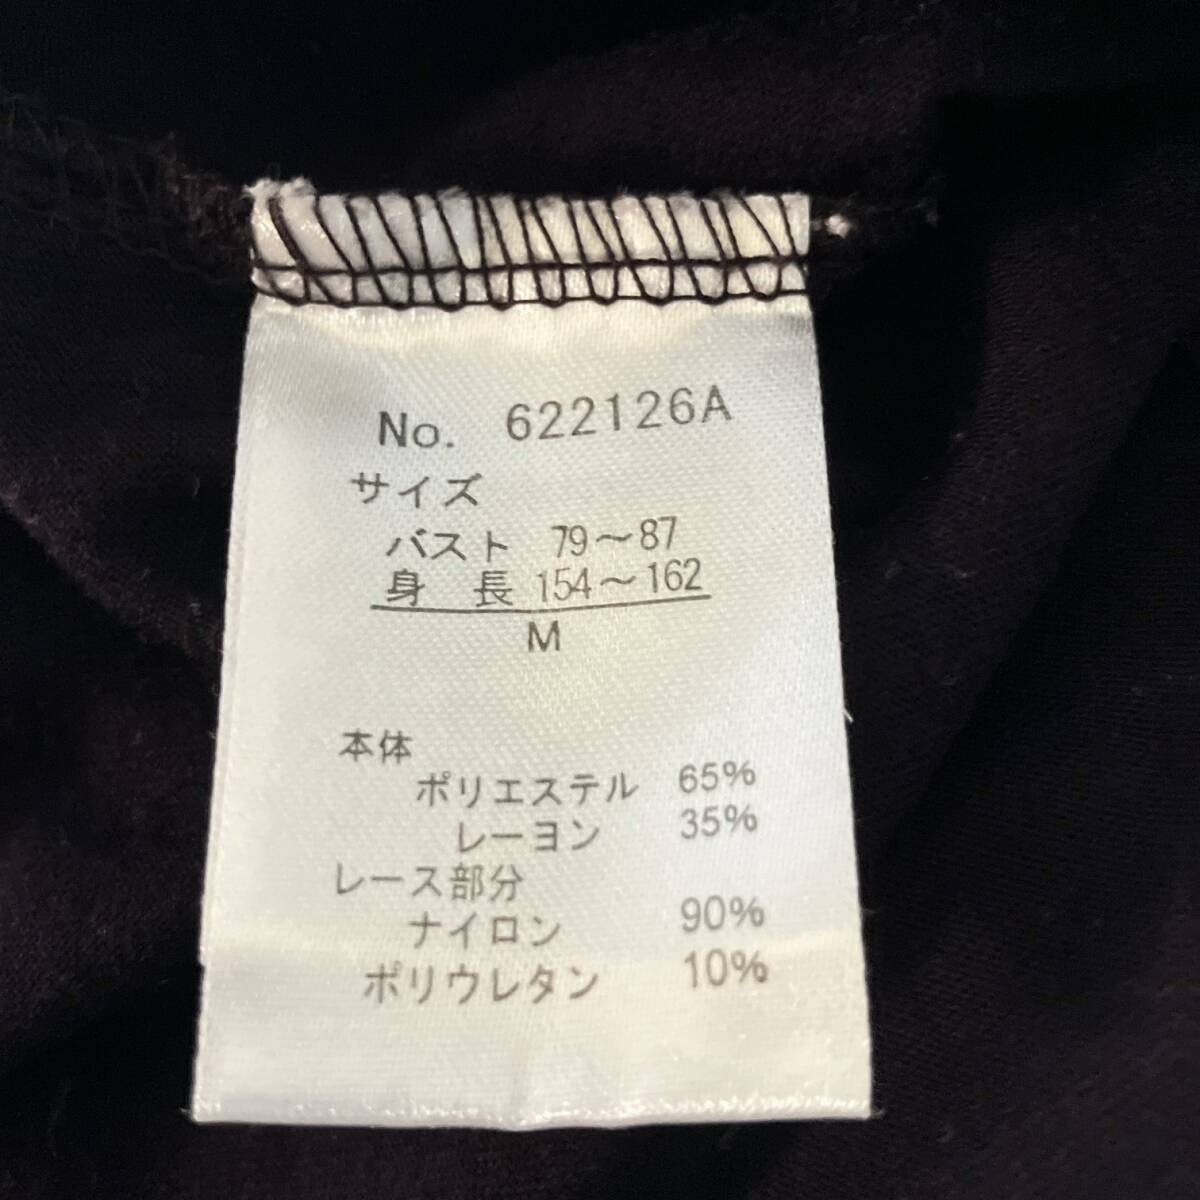 No. 622126A
サイズ
バスト 79～87
身 長 154～162
M
本体
ポリエステル 65%
レーヨン 35%
レース部分
ナイロン 90%
ポリウレタン 10%